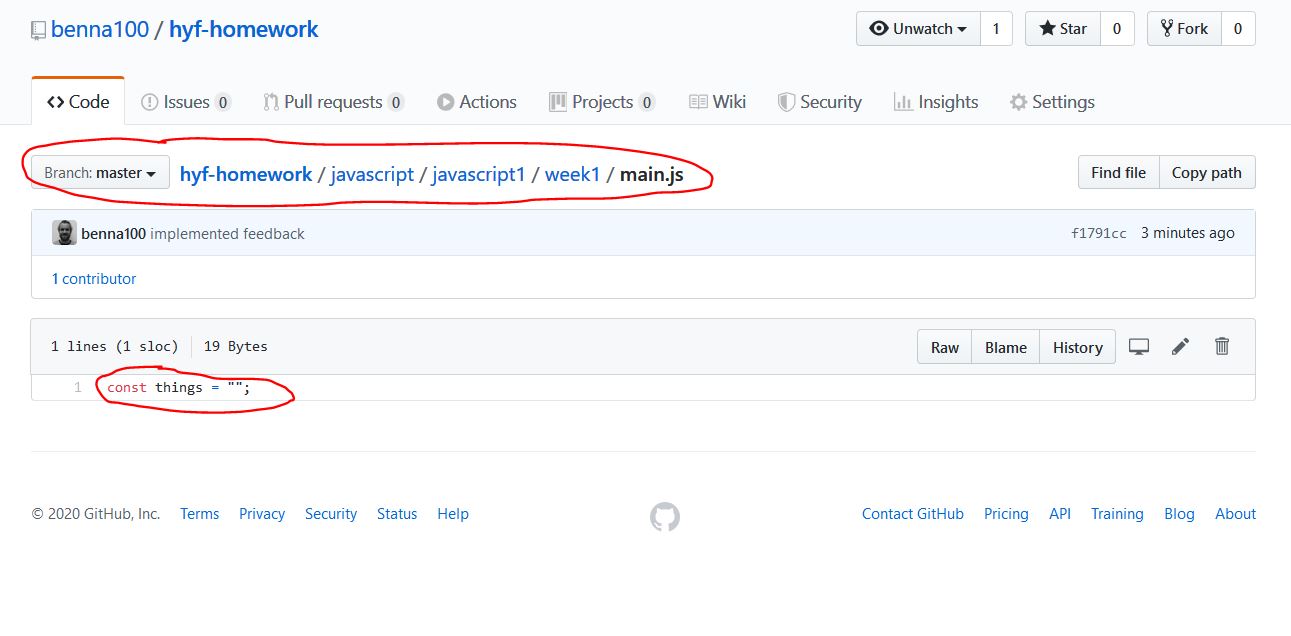 benna100 / hyf-homework Unwatch 1 Star 0 Fork 0
Code Issues 0 Pull requests 0 Actions Projects 0 Wiki Security Insights Settings
Branch: master hyf-homework / javascript / javascript1 / week1 / main.js Find file Copy path
benna100 implemented feedback f1791cc 3 minutes ago
1 contributor
1 lines (1 sloc) 19 Bytes Raw Blame History
1 const things = "";
© 2020 GitHub, Inc. Terms Privacy Security Status Help Contact GitHub Pricing API Training Blog About